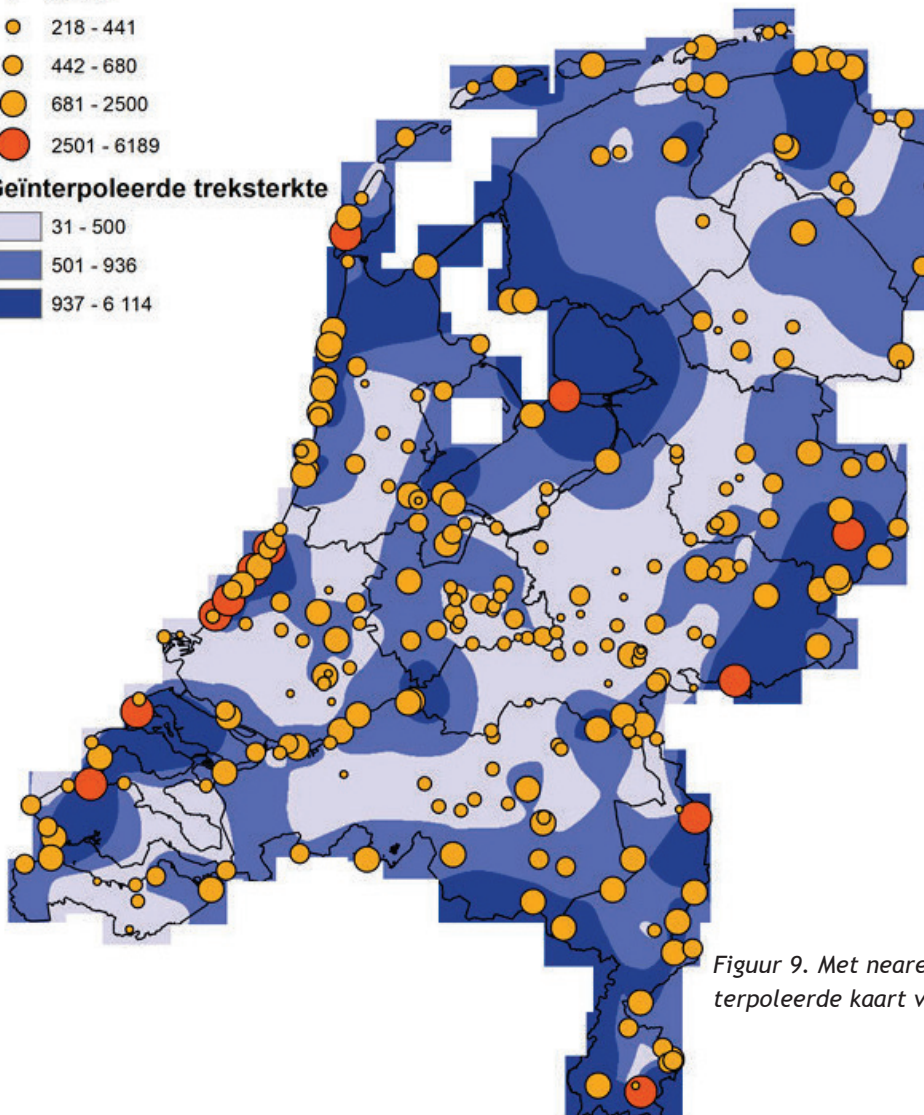 218 - 441
442 - 680
681 - 2500
2501 - 6189
Geïnterpoleerde treksterkte
31 - 500
501 - 936
937 - 6 114
Figuur 9. Met neare
terpoleerde kaart v